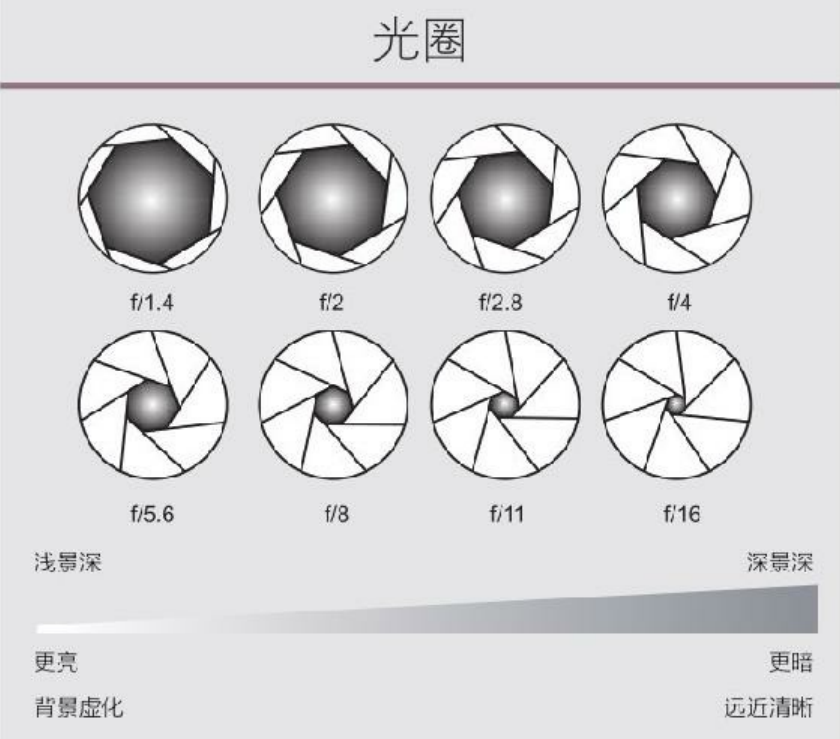 光圈
f/1.4 f/2 f/2.8 f/4
f/5.6 f/8 f/11 f/16
浅景深 深景深
更亮 更暗
背景虚化 远近清晰